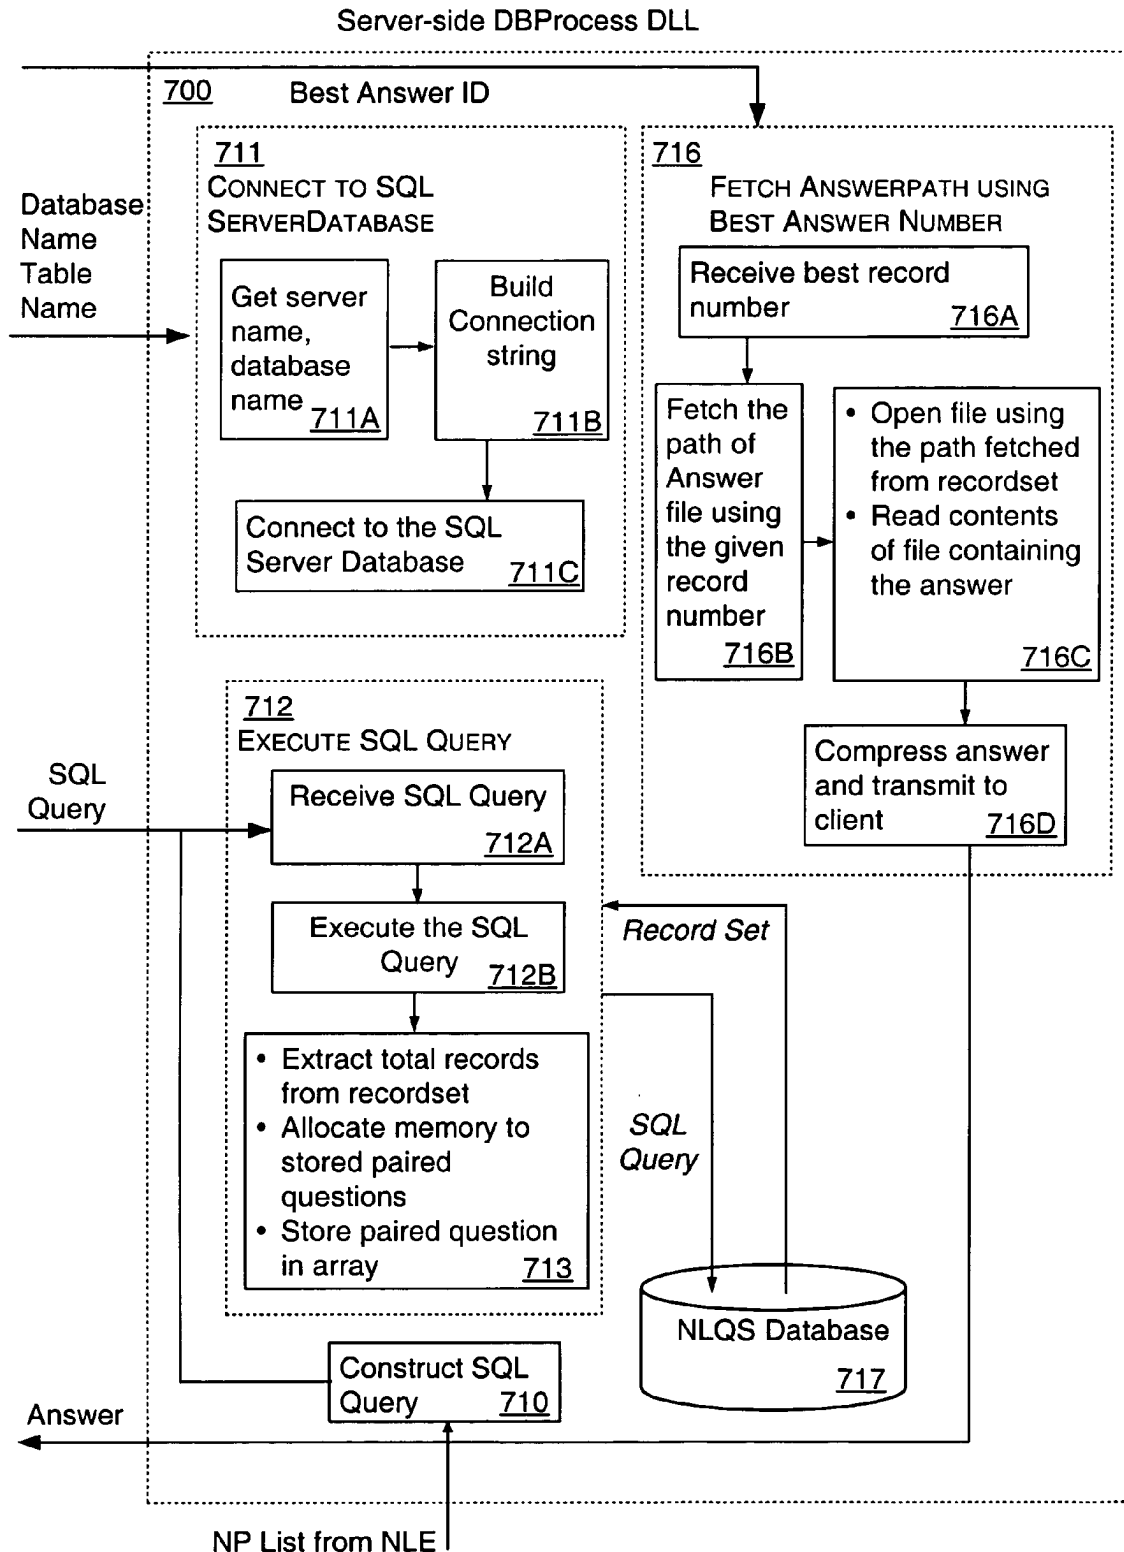 Server-side DBProcess DLL
700
Best Answer ID
Database
Name
Table
Name
711
CONNECT TO SQL
SERVERDATABASE
Get server
name,
database
name
711A
Build
Connection
string
711B
Connect to the SQL
Server Database
711C
716
FETCH ANSWERPATH USING
BEST ANSWER NUMBER
Receive best record
number
716A
Fetch the
path of
Answer
file using
the given
record
number
716B
• Open file using
the path fetched
from recordset
• Read contents
of file containing
the answer
716C
Compress answer
and transmit to
client
716D
SQL
Query
712
EXECUTE SQL QUERY
Receive SQL Query
712A
Execute the SQL
Query
712B
• Extract total records
from recordset
• Allocate memory to
stored paired
questions
• Store paired question
in array
713
Record Set
SQL
Query
NLQS Database
717
Construct SQL
Query
710
Answer
NP List from NLE